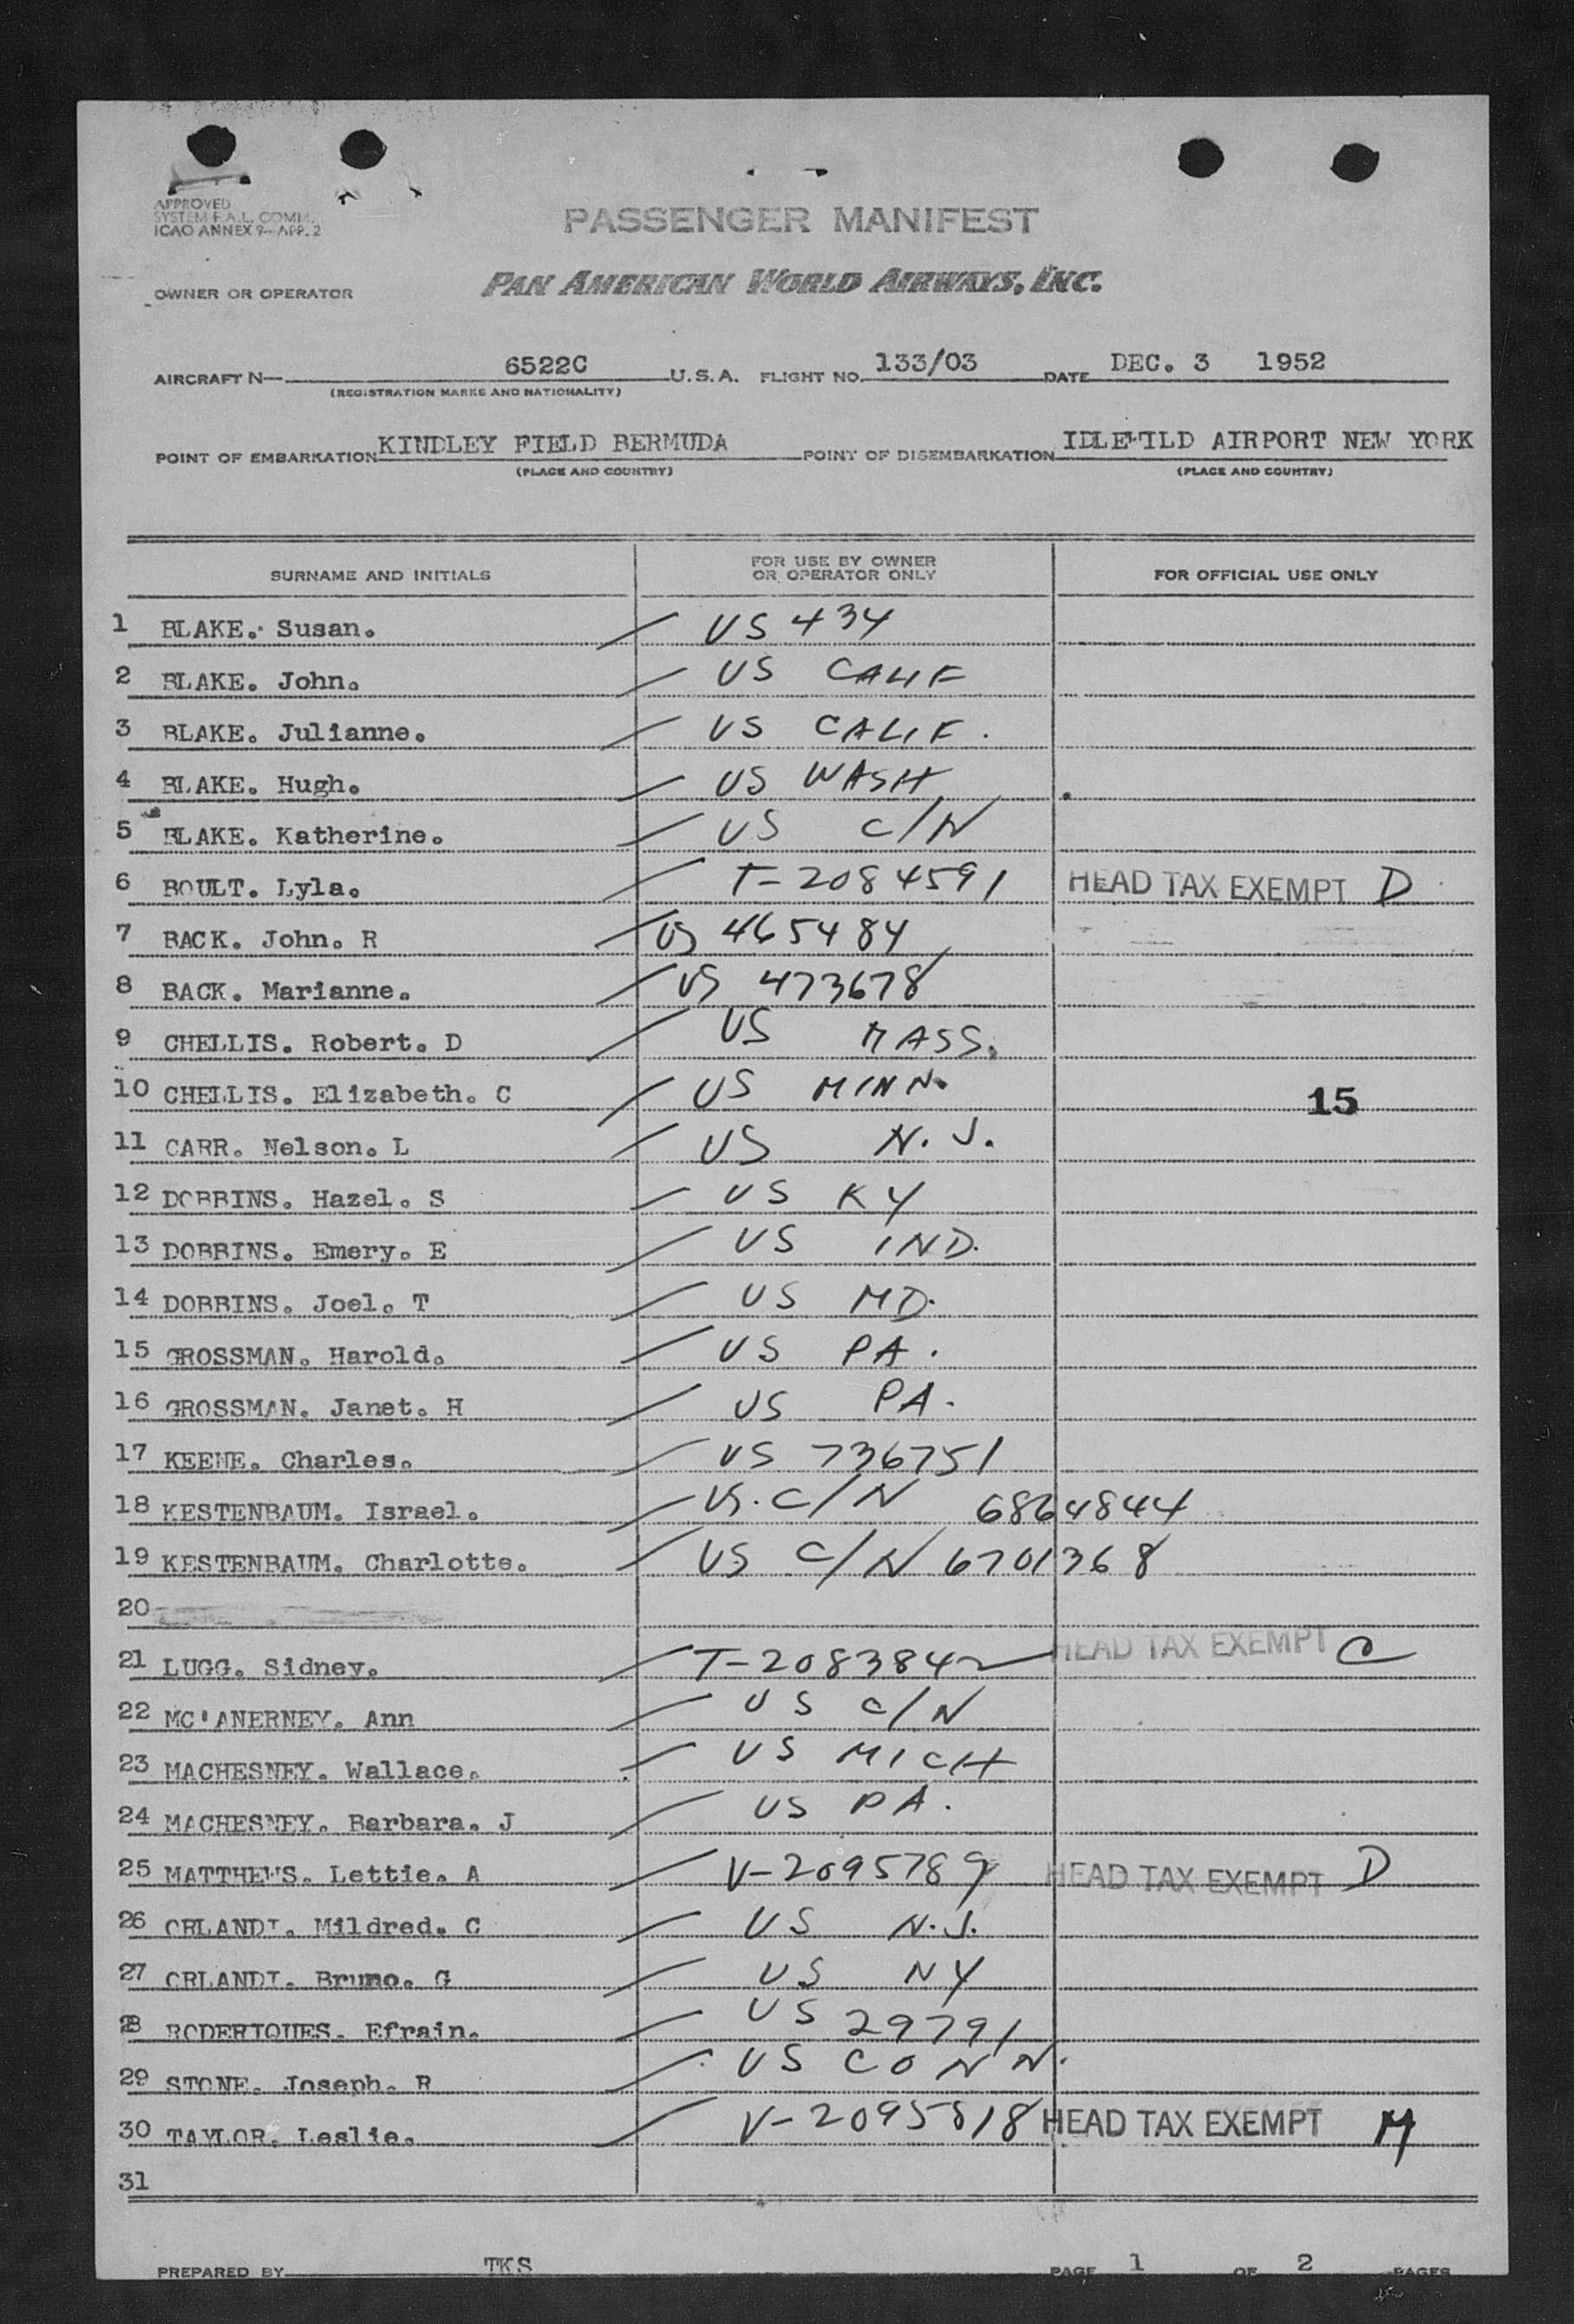 APPROVED
SYSTEM F.A.L. COMM.
ICAO ANNEX 9—APP. 2
PASSENGER MANIFEST
OWNER OR OPERATOR PAN AMERICAN WORLD AIRWAYS, INC.
AIRCRAFT N— 6522C U.S.A. FLIGHT NO. 133/03 DATE DEC. 3 1952
(REGISTRATION MARKS AND NATIONALITY)
POINT OF EMBARKATION KINDLEY FIELD BERMUDA POINT OF DISEMBARKATION IDLEWILD AIRPORT NEW YORK
(PLACE AND COUNTRY) (PLACE AND COUNTRY)
SURNAME AND INITIALS FOR USE BY OWNER OR OPERATOR ONLY FOR OFFICIAL USE ONLY
1 BLAKE. Susan. US 434
2 BLAKE. John. US CALIF
3 BLAKE. Julianne. US CALIF.
4 BLAKE. Hugh. US WASH
5 BLAKE. Katherine. US C/N
6 BOULT. Lyla. T-2084591 HEAD TAX EXEMPT D
7 BACK. John. R US 465484
8 BACK. Marianne. US 473678
9 CHELLIS. Robert. D US MASS.
10 CHELLIS. Elizabeth. C US MINN. 15
11 CARR. Nelson. L US N.J.
12 DOBBINS. Hazel. S US KY
13 DOBBINS. Emery. E US IND.
14 DOBBINS. Joel. T US MD.
15 GROSSMAN. Harold. US PA.
16 GROSSMAN. Janet. H US PA.
17 KEENE. Charles. US 736751
18 KESTENBAUM. Israel. US. C/N 6864844
19 KESTENBAUM. Charlotte. US C/N 6701368
20
21 LUGG. Sidney. T-2083842 HEAD TAX EXEMPT C
22 MC'ANERNEY. Ann US C/N
23 MACHESNEY. Wallace. US MICH
24 MACHESNEY. Barbara. J US PA.
25 MATTHEWS. Lettie. A V-2095789 HEAD TAX EXEMPT D
26 ORLANDI. Mildred. C US N.J.
27 ORLANDI. Bruno. G US NY
28 RODERIQUES. Efrain. US 29791
29 STONE. Joseph. R US CONN.
30 TAYLOR. Leslie. V-2095818 HEAD TAX EXEMPT M
31
PREPARED BY TKS PAGE 1 OF 2 PAGES